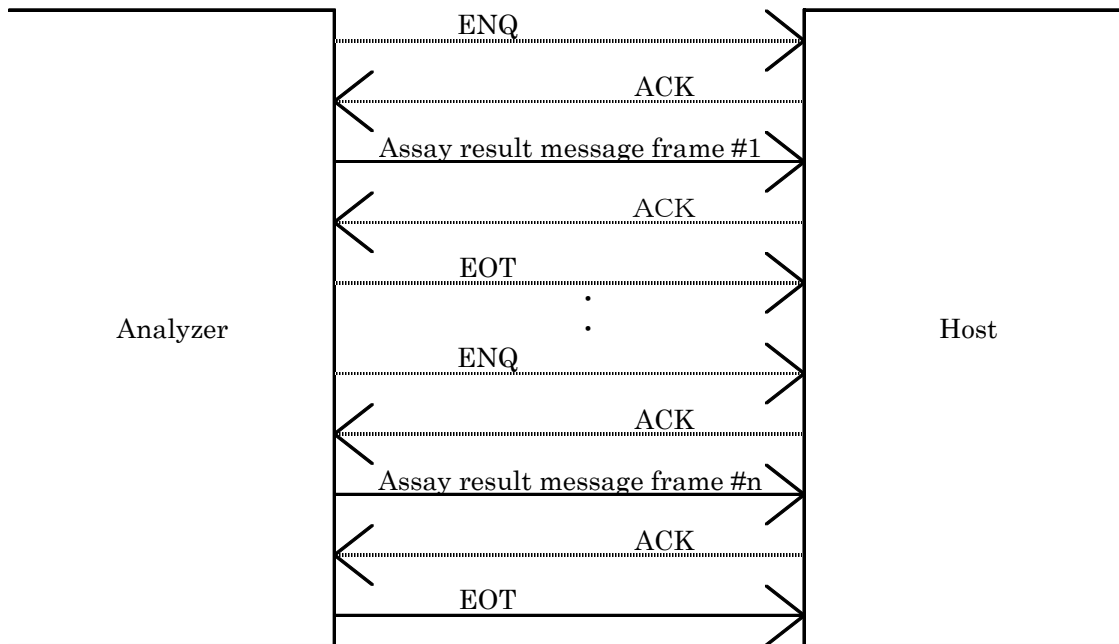 ENQ
ACK
Assay result message frame #1
ACK
EOT
.
.
Analyzer
Host
ENQ
ACK
Assay result message frame #n
ACK
EOT